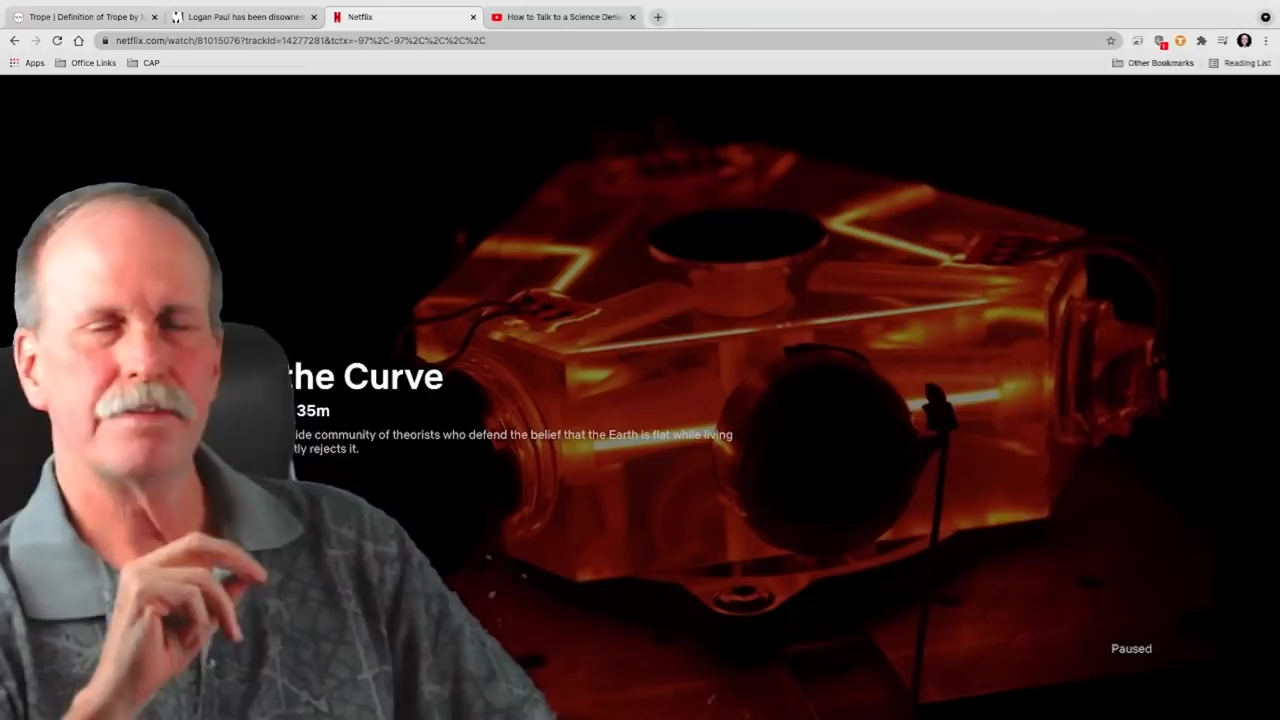 Trope | Definition of Trope by M
Logan Paul has been disowned
Netflix
How to Talk to a Science Deni
netflix.com/watch/81015076?trackId=14277281&tctx=-97%2C-97%2C%2C%2C%2C
Apps
Office Links
CAP
Other Bookmarks
Reading List
the Curve
35m
ide community of theorists who defend the belief that the Earth is flat while living
tly rejects it.
Paused